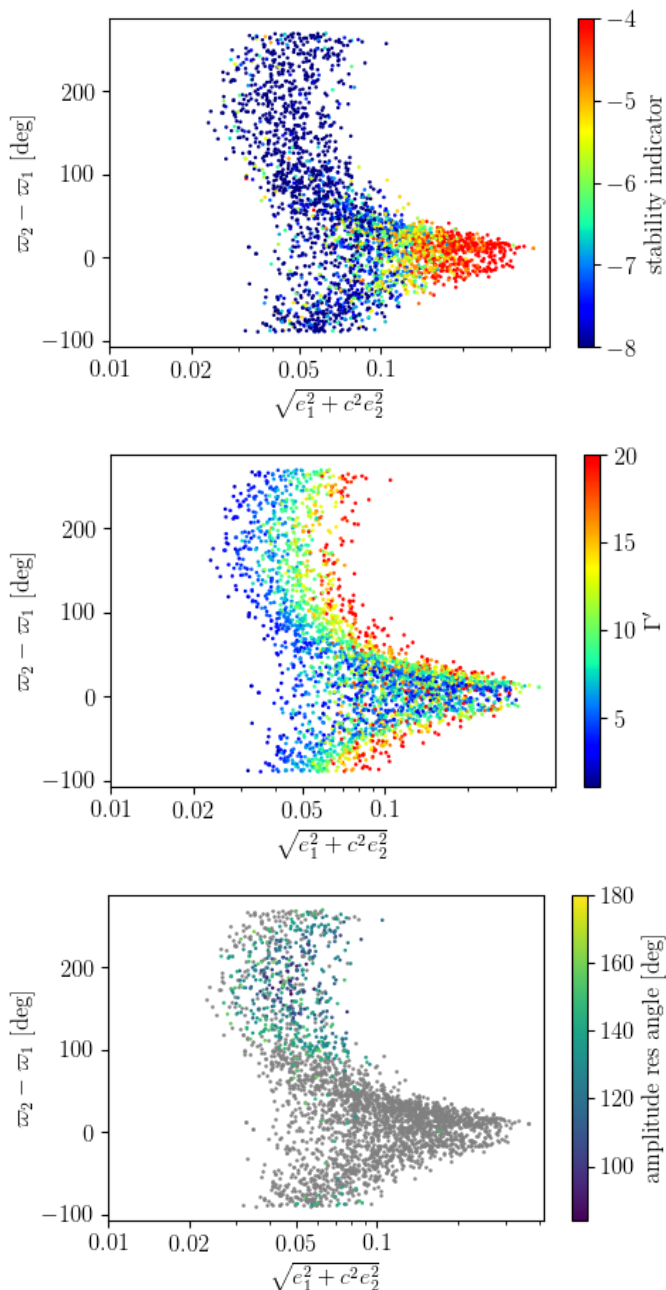 −4
200
−5
100
−6
0
−7
−100
−8
0.01 0.02 0.05 0.1
ϖ₂ − ϖ₁ [deg]
√(e₁² + c²e₂²)
stability indicator
20
200
15
100
10
0
5
−100
0.01 0.02 0.05 0.1
ϖ₂ − ϖ₁ [deg]
√(e₁² + c²e₂²)
Γ′
180
200
160
100
140
120
0
100
−100
0.01 0.02 0.05 0.1
ϖ₂ − ϖ₁ [deg]
√(e₁² + c²e₂²)
amplitude res angle [deg]